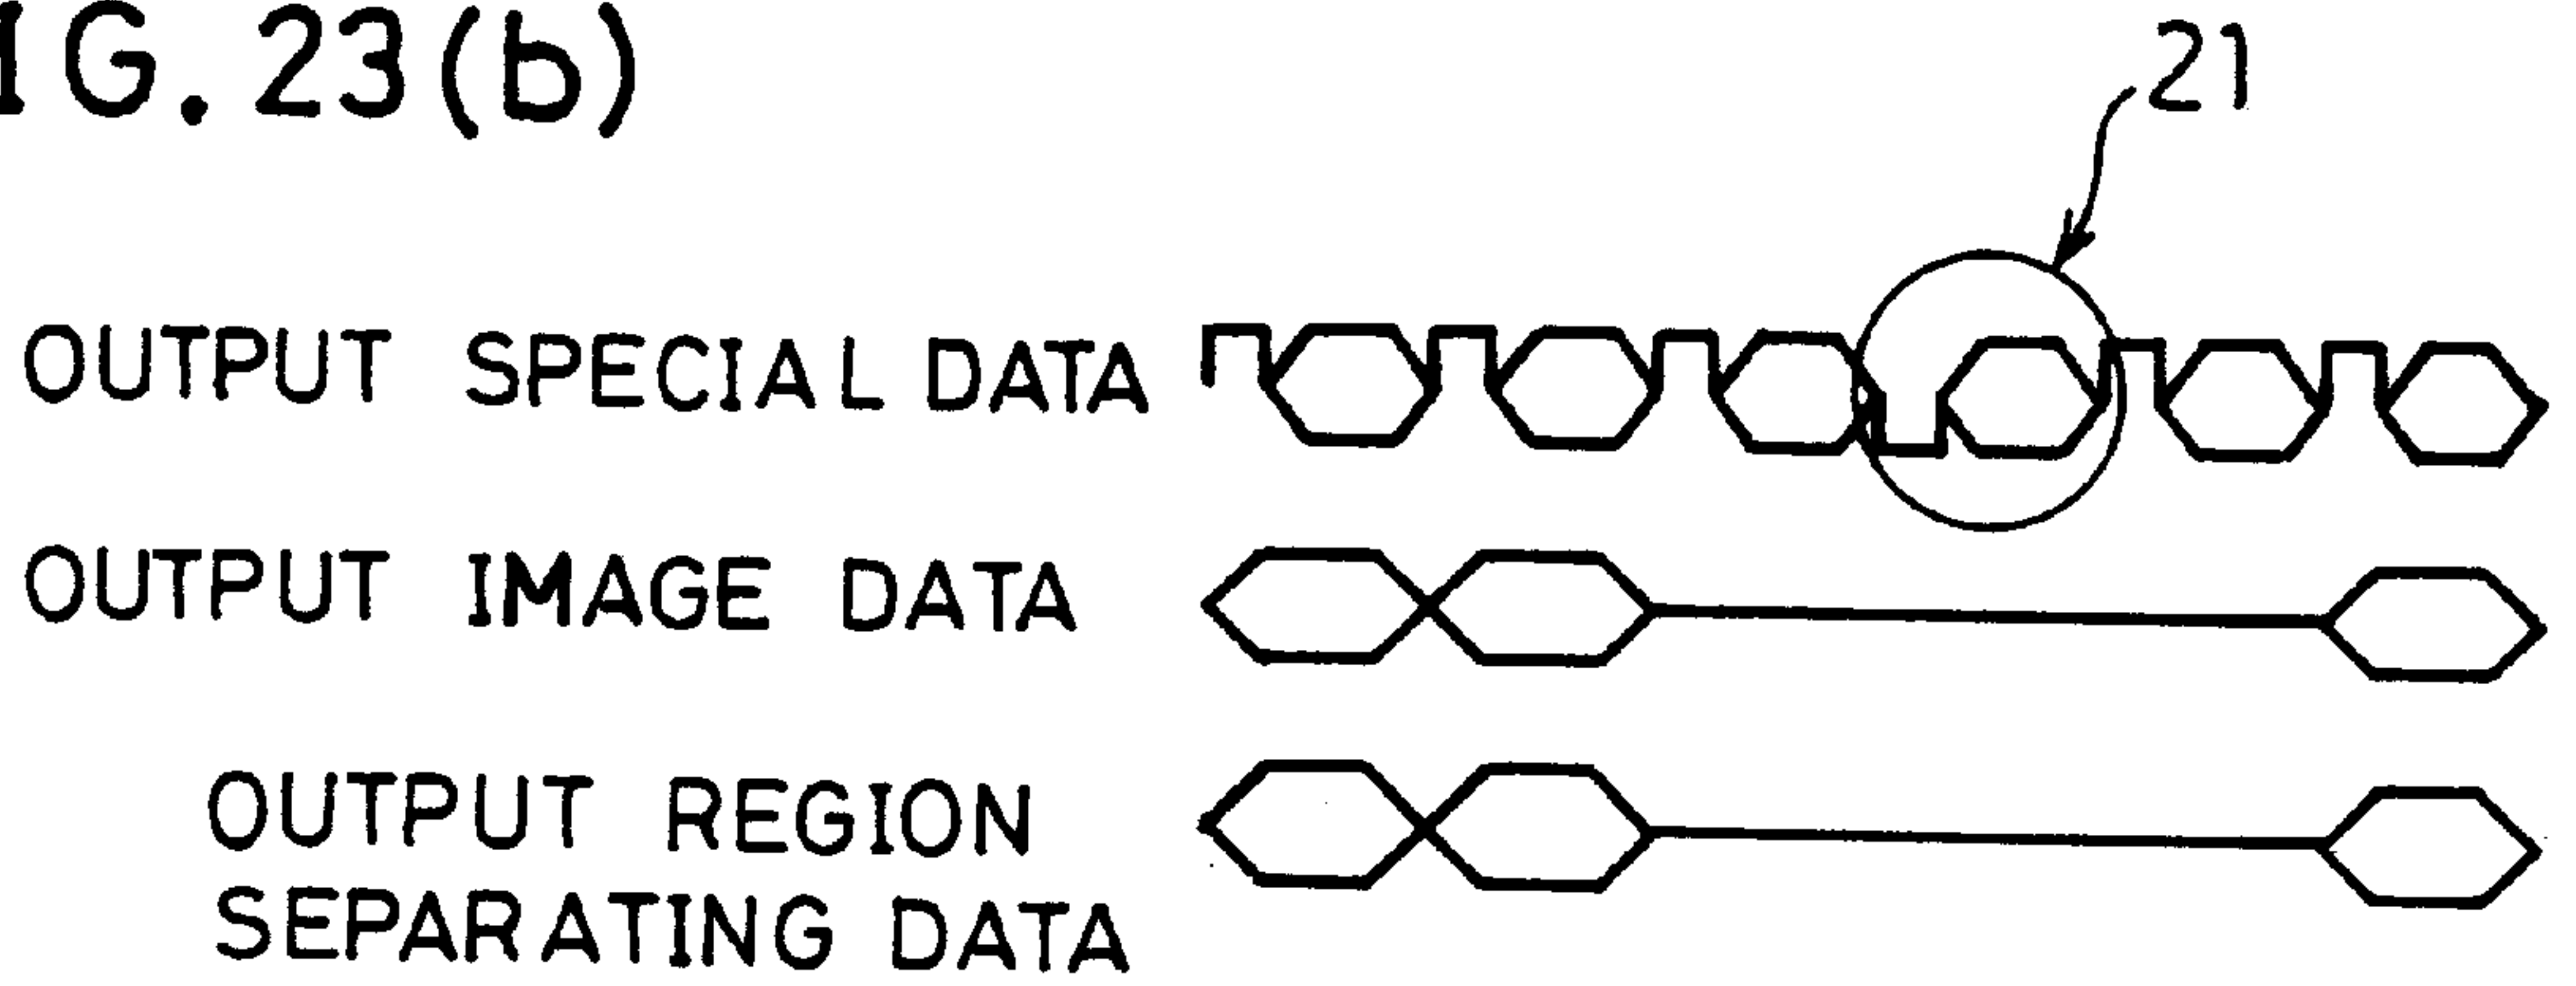 IG. 23(b)
21
OUTPUT SPECIAL DATA
OUTPUT IMAGE DATA
OUTPUT REGION
SEPARATING DATA